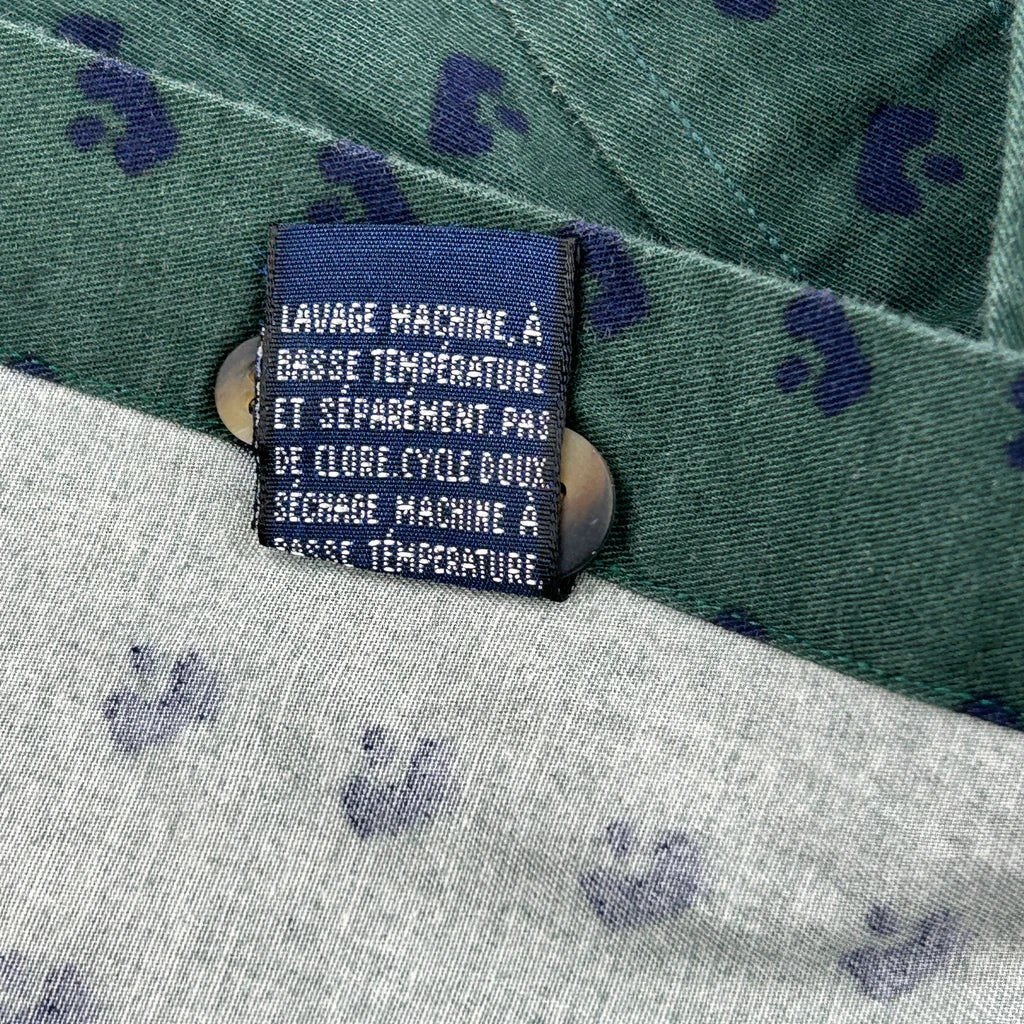 LAVAGE MACHINE, À
BASSE TEMPÉRATURE
ET SÉPARÉMENT. PAS
DE CLORE. CYCLE DOUX
SÉCHAGE MACHINE À
BASSE TEMPÉRATURE.